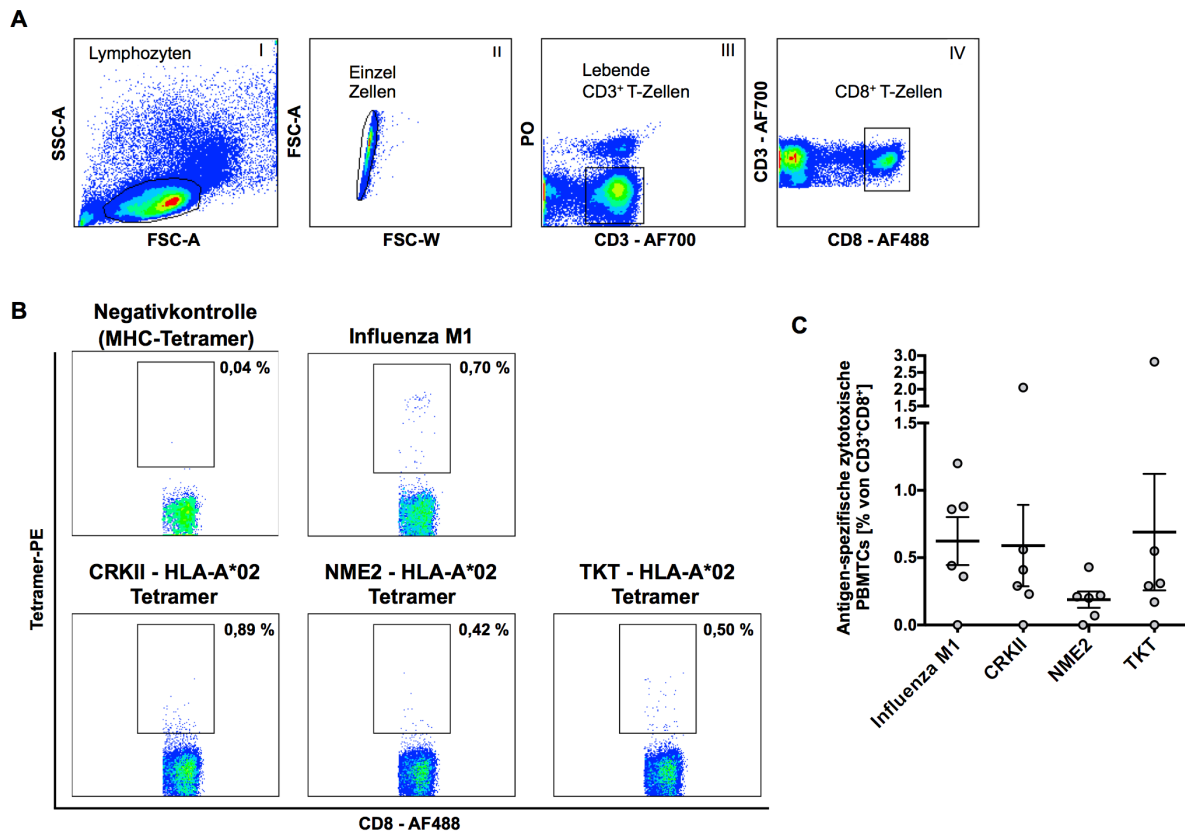 A
Lymphozyten
I
SSC-A
FSC-A
Einzel
Zellen
II
FSC-A
FSC-W
Lebende
CD3⁺ T-Zellen
III
PO
CD3 - AF700
CD8⁺ T-Zellen
IV
CD3 - AF700
CD8 - AF488
B
Negativkontrolle
(MHC-Tetramer)
0,04 %
Influenza M1
0,70 %
CRKII - HLA-A*02
Tetramer
0,89 %
NME2 - HLA-A*02
Tetramer
0,42 %
TKT - HLA-A*02
Tetramer
0,50 %
Tetramer-PE
CD8 - AF488
C
Antigen-spezifische zytotoxische
PBMTCs [% von CD3⁺CD8⁺]
3.0
2.5
2.0
1.5
1.5
1.0
0.5
0.0
Influenza M1
CRKII
NME2
TKT